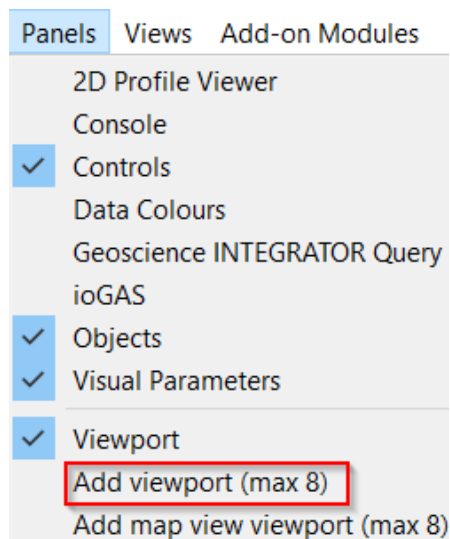 Panels Views Add-on Modules
2D Profile Viewer
Console
Controls
Data Colours
Geoscience INTEGRATOR Query
ioGAS
Objects
Visual Parameters
Viewport
Add viewport (max 8)
Add map view viewport (max 8)